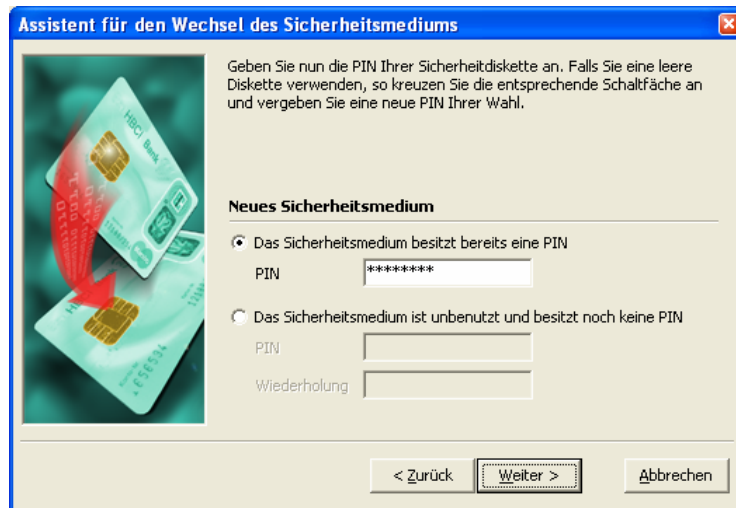 Assistent für den Wechsel des Sicherheitsmediums
Geben Sie nun die PIN Ihrer Sicherheitdiskette an. Falls Sie eine leere
Diskette verwenden, so kreuzen Sie die entsprechende Schaltfäche an
und vergeben Sie eine neue PIN Ihrer Wahl.
HBCI Bank
Neues Sicherheitsmedium
Das Sicherheitsmedium besitzt bereits eine PIN
PIN ********
Das Sicherheitsmedium ist unbenutzt und besitzt noch keine PIN
PIN
Wiederholung
< Zurück Weiter > Abbrechen